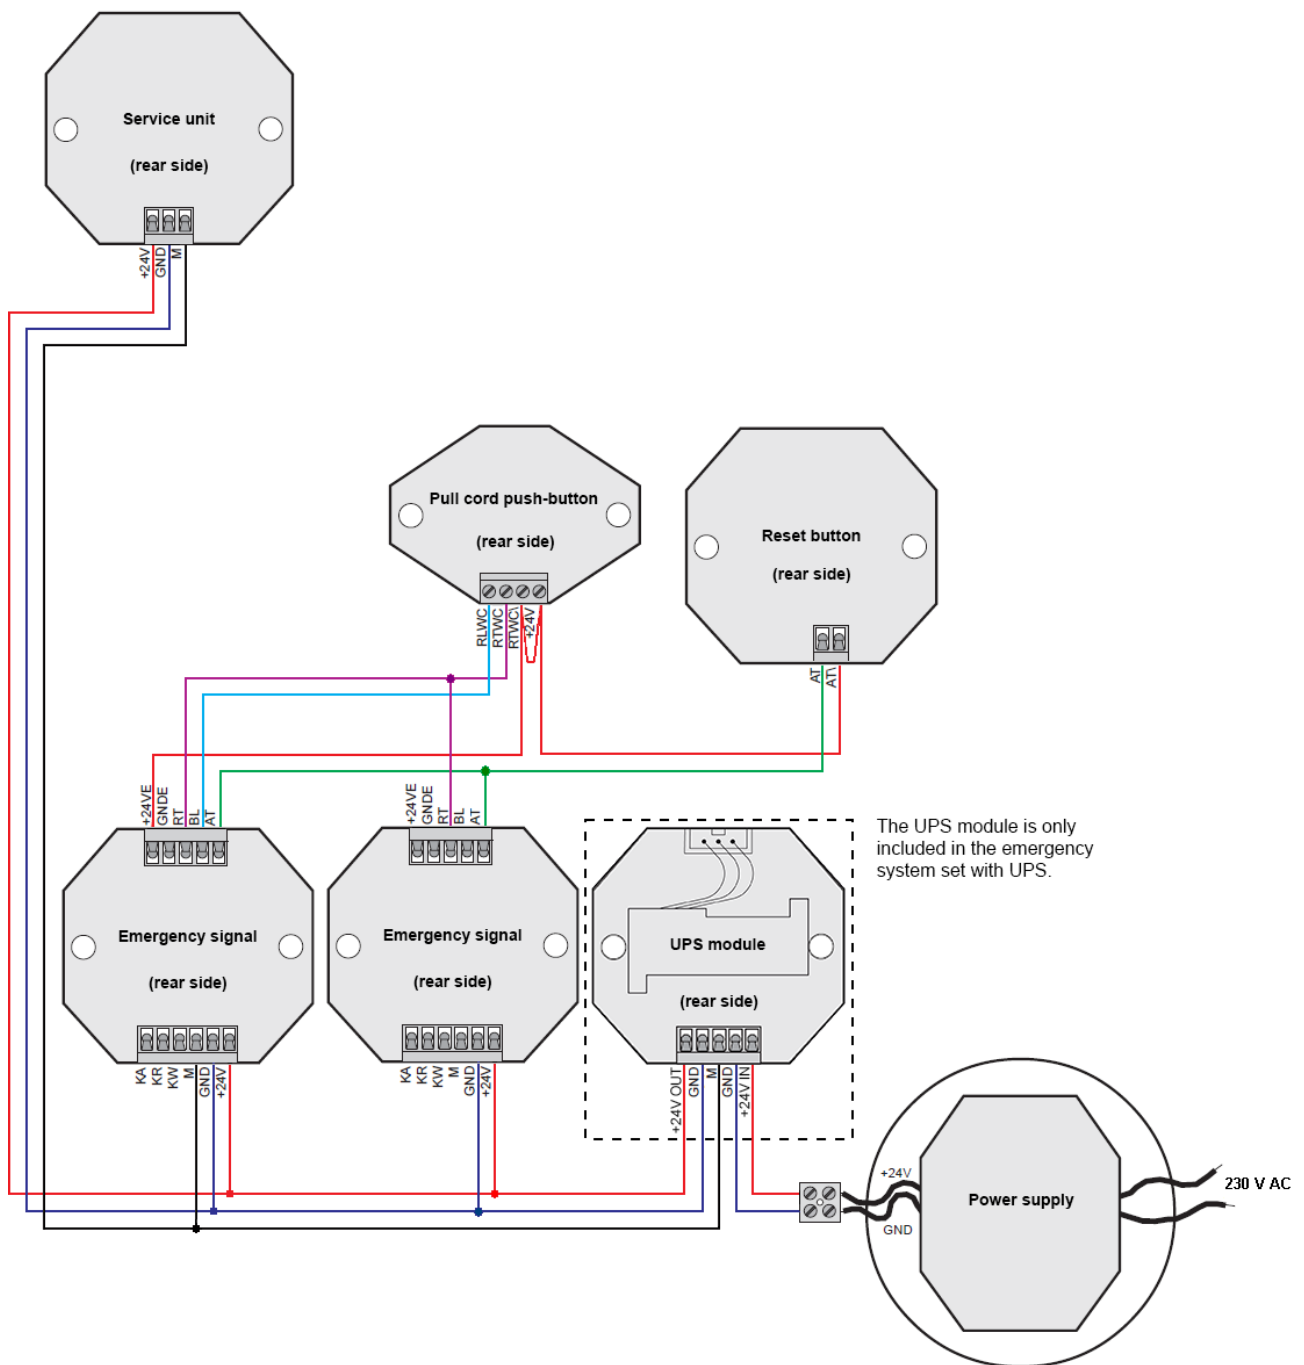 Service unit
(rear side)
+24V
GND
M
Pull cord push-button
(rear side)
RLWC
RTWC
RTWC\
+24V
Reset button
(rear side)
AT
AT\
+24VE
GNDE
RT
BL
AT
Emergency signal
(rear side)
KA
KR
KW
M
GND
+24V
+24VE
GNDE
RT
BL
AT
Emergency signal
(rear side)
KA
KR
KW
M
GND
+24V
The UPS module is only
included in the emergency
system set with UPS.
UPS module
(rear side)
+24V OUT
GND
M
GND
+24V IN
+24V
GND
Power supply
230 V AC